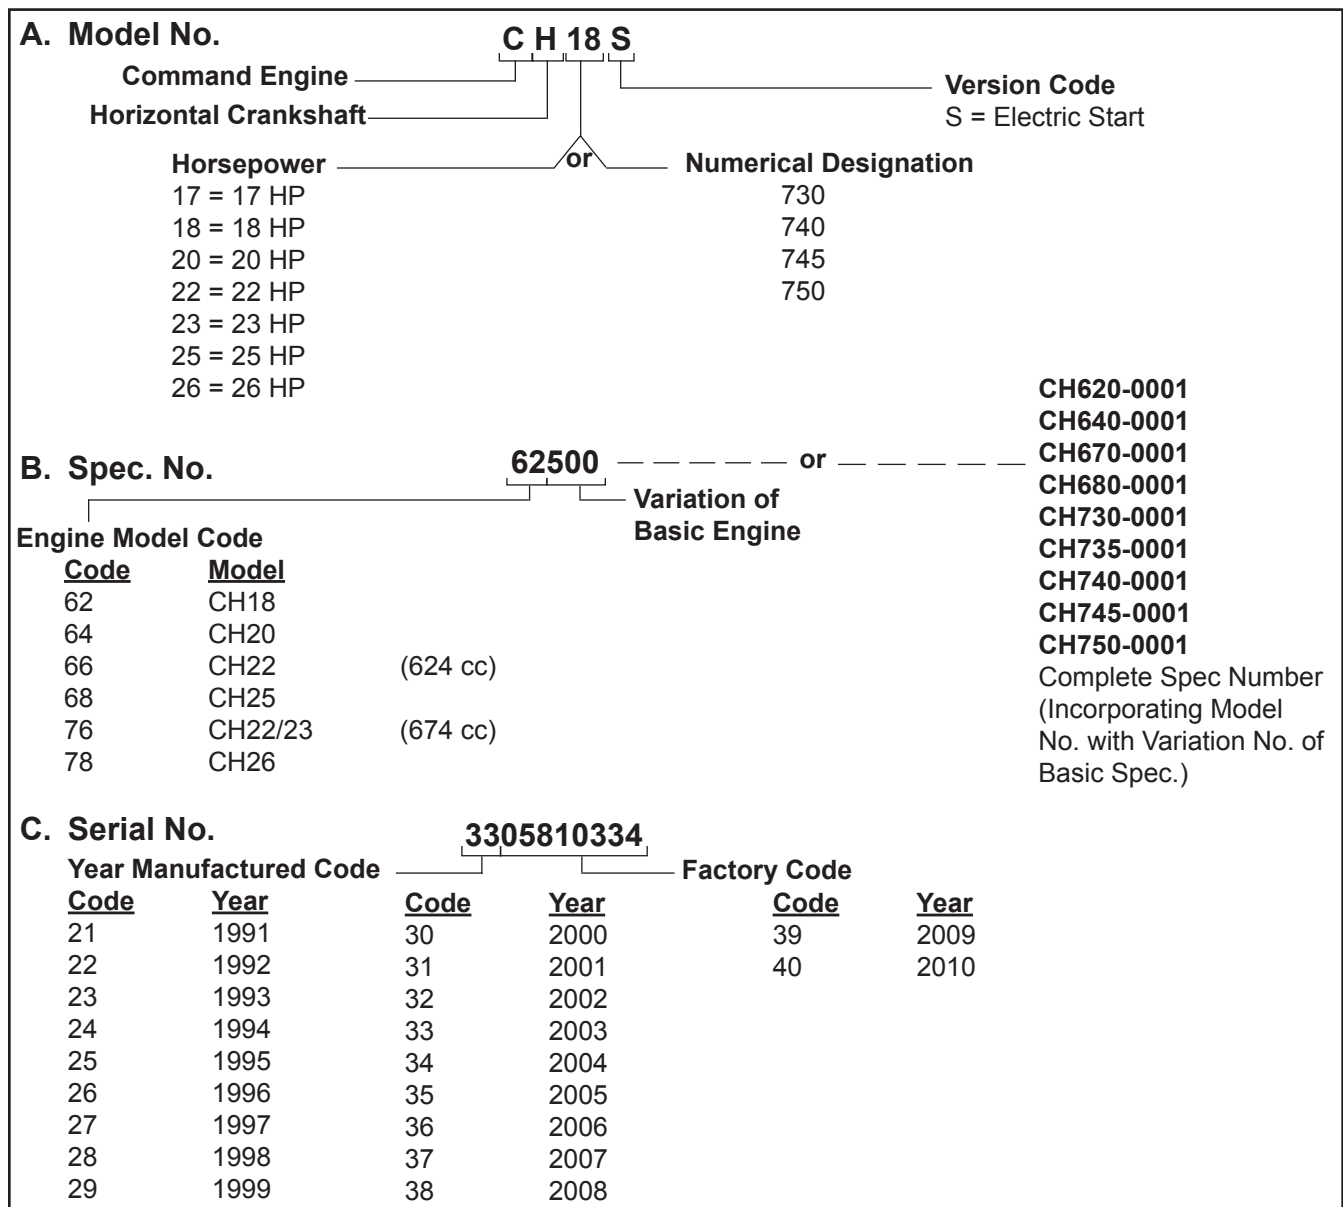 A. Model No.
C H 18 S
Command Engine
Version Code
Horizontal Crankshaft
S = Electric Start
Horsepower
or
Numerical Designation
17 = 17 HP
730
18 = 18 HP
740
20 = 20 HP
745
22 = 22 HP
750
23 = 23 HP
25 = 25 HP
26 = 26 HP
CH620-0001
CH640-0001
CH670-0001
CH680-0001
CH730-0001
CH735-0001
CH740-0001
CH745-0001
CH750-0001
Complete Spec Number
(Incorporating Model
No. with Variation No. of
Basic Spec.)
B. Spec. No.
62500
or
Variation of
Basic Engine
Engine Model Code
Code Model
62 CH18
64 CH20
66 CH22 (624 cc)
68 CH25
76 CH22/23 (674 cc)
78 CH26
C. Serial No.
3305810334
Year Manufactured Code
Factory Code
Code Year Code Year Code Year
21 1991 30 2000 39 2009
22 1992 31 2001 40 2010
23 1993 32 2002
24 1994 33 2003
25 1995 34 2004
26 1996 35 2005
27 1997 36 2006
28 1998 37 2007
29 1999 38 2008